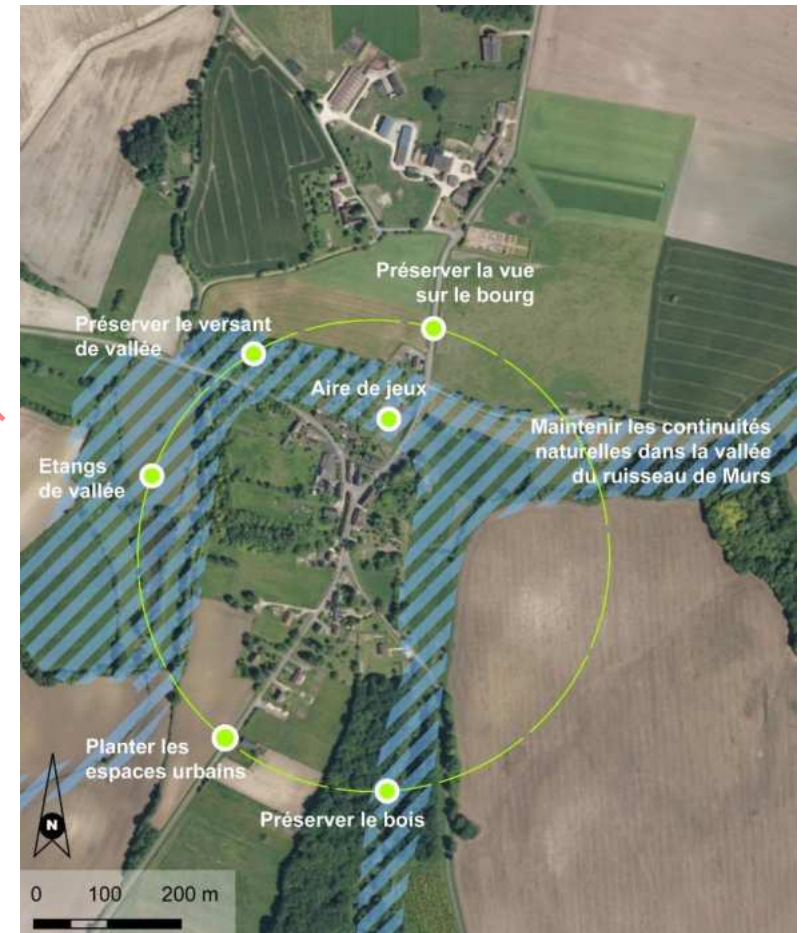 Préserver la vue
sur le bourg
Préserver le versant
de vallée
Aire de jeux
Maintenir les continuités
naturelles dans la vallée
du ruisseau de Murs
Etangs
de vallée
Planter les
espaces urbains
Préserver le bois
N
0 100 200 m